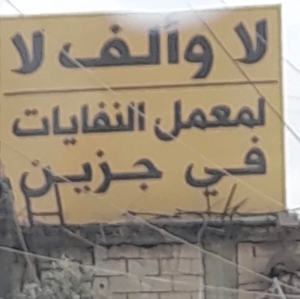 لا وألف لا
لمعمل النفايات
في جزين